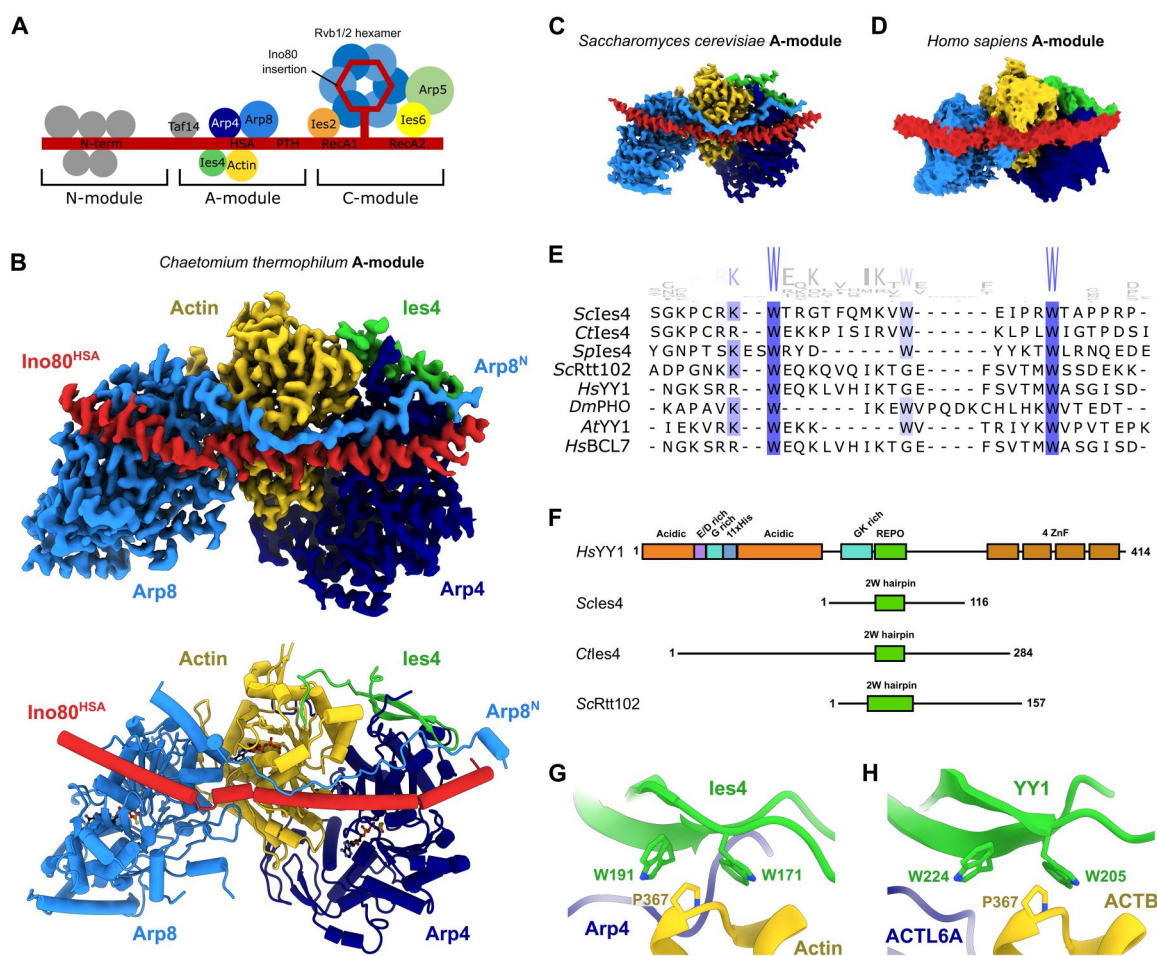 A
Rvb1/2 hexamer
Ino80
insertion
Arp5
Taf14
Arp4
Arp8
Ies2
Ies6
N-term
HSA
PTH
RecA1
RecA2
Ies4
Actin
N-module
A-module
C-module
B
Chaetomium thermophilum A-module
Actin
Ies4
Ino80HSA
Arp8N
Arp8
Arp4
Actin
Ies4
Ino80HSA
Arp8N
Arp8
Arp4
C
Saccharomyces cerevisiae A-module
D
Homo sapiens A-module
E
ScIes4 SGKPCRK---WTRGTFQMKVW-----EIPRWTAPPRP-
CtIes4 SGKPCRR---WEKKPISIRVW-----KLPLWIGTPDSI
SpIes4 YGNPTSKESWRYD------W-----YYKTWLRNQEDE
ScRtt102 ADPGNKK---WEQKQVQIKTGE-----FSVTMWSSDEKK-
HsYY1 -NGKSRR---WEQKLVHIKTGE-----FSVTMWASGISD-
DmPHO -KAPAVK---W------IKEWVPQDKCHLHKWVTEDT--
AtYY1 -IEKVRK---WEKK------WV----TRIYKWVPVTEPK
HsBCL7 -NGKSRR---WEQKLVHIKTGE-----FSVTMWASGISD-
F
HsYY1
1
Acidic
E/D rich
G rich
11xHis
Acidic
GK rich
REPO
4 ZnF
414
ScIes4
1
2W hairpin
116
CtIes4
1
2W hairpin
284
ScRtt102
1
2W hairpin
157
G
Ies4
W191
W171
P367
Arp4
Actin
H
YY1
W224
W205
P367
ACTB
ACTL6A